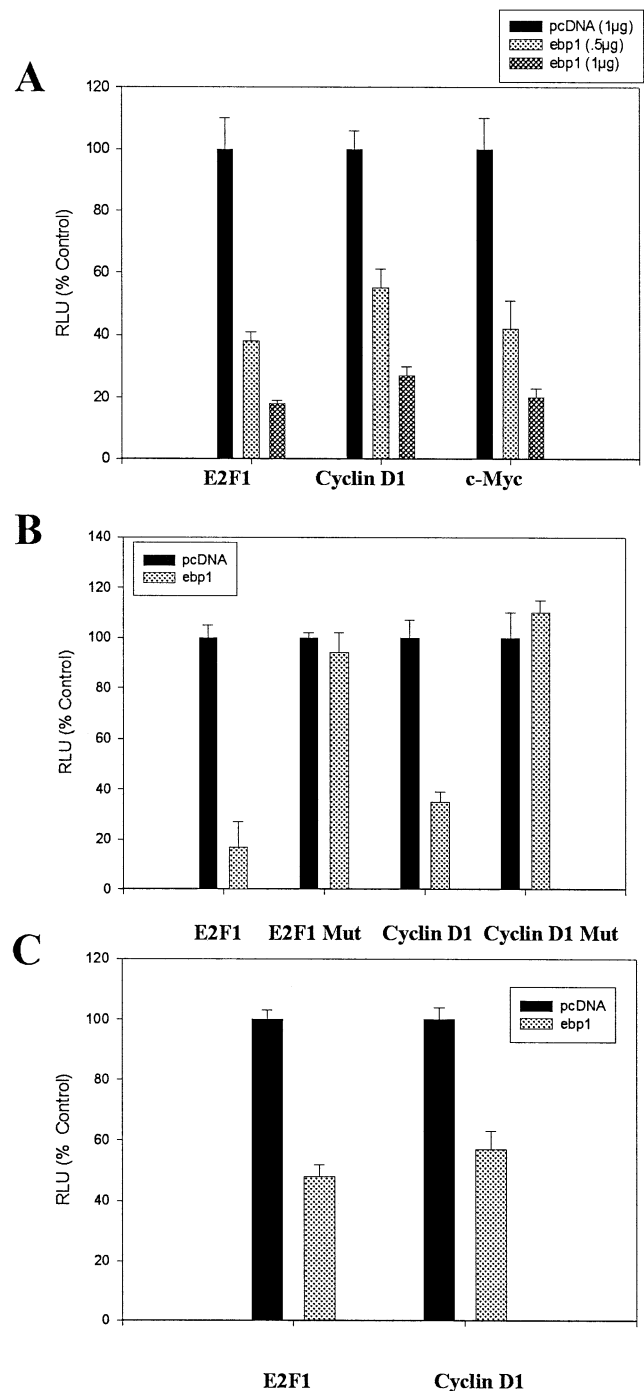 pcDNA (1µg)
ebp1 (.5µg)
ebp1 (1µg)
A
120
100
80
60
40
20
0
RLU (% Control)
E2F1 Cyclin D1 c-Myc
B
pcDNA
ebp1
140
120
100
80
60
40
20
0
RLU (% Control)
E2F1 E2F1 Mut Cyclin D1 Cyclin D1 Mut
C
pcDNA
ebp1
120
100
80
60
40
20
0
RLU (% Control)
E2F1 Cyclin D1